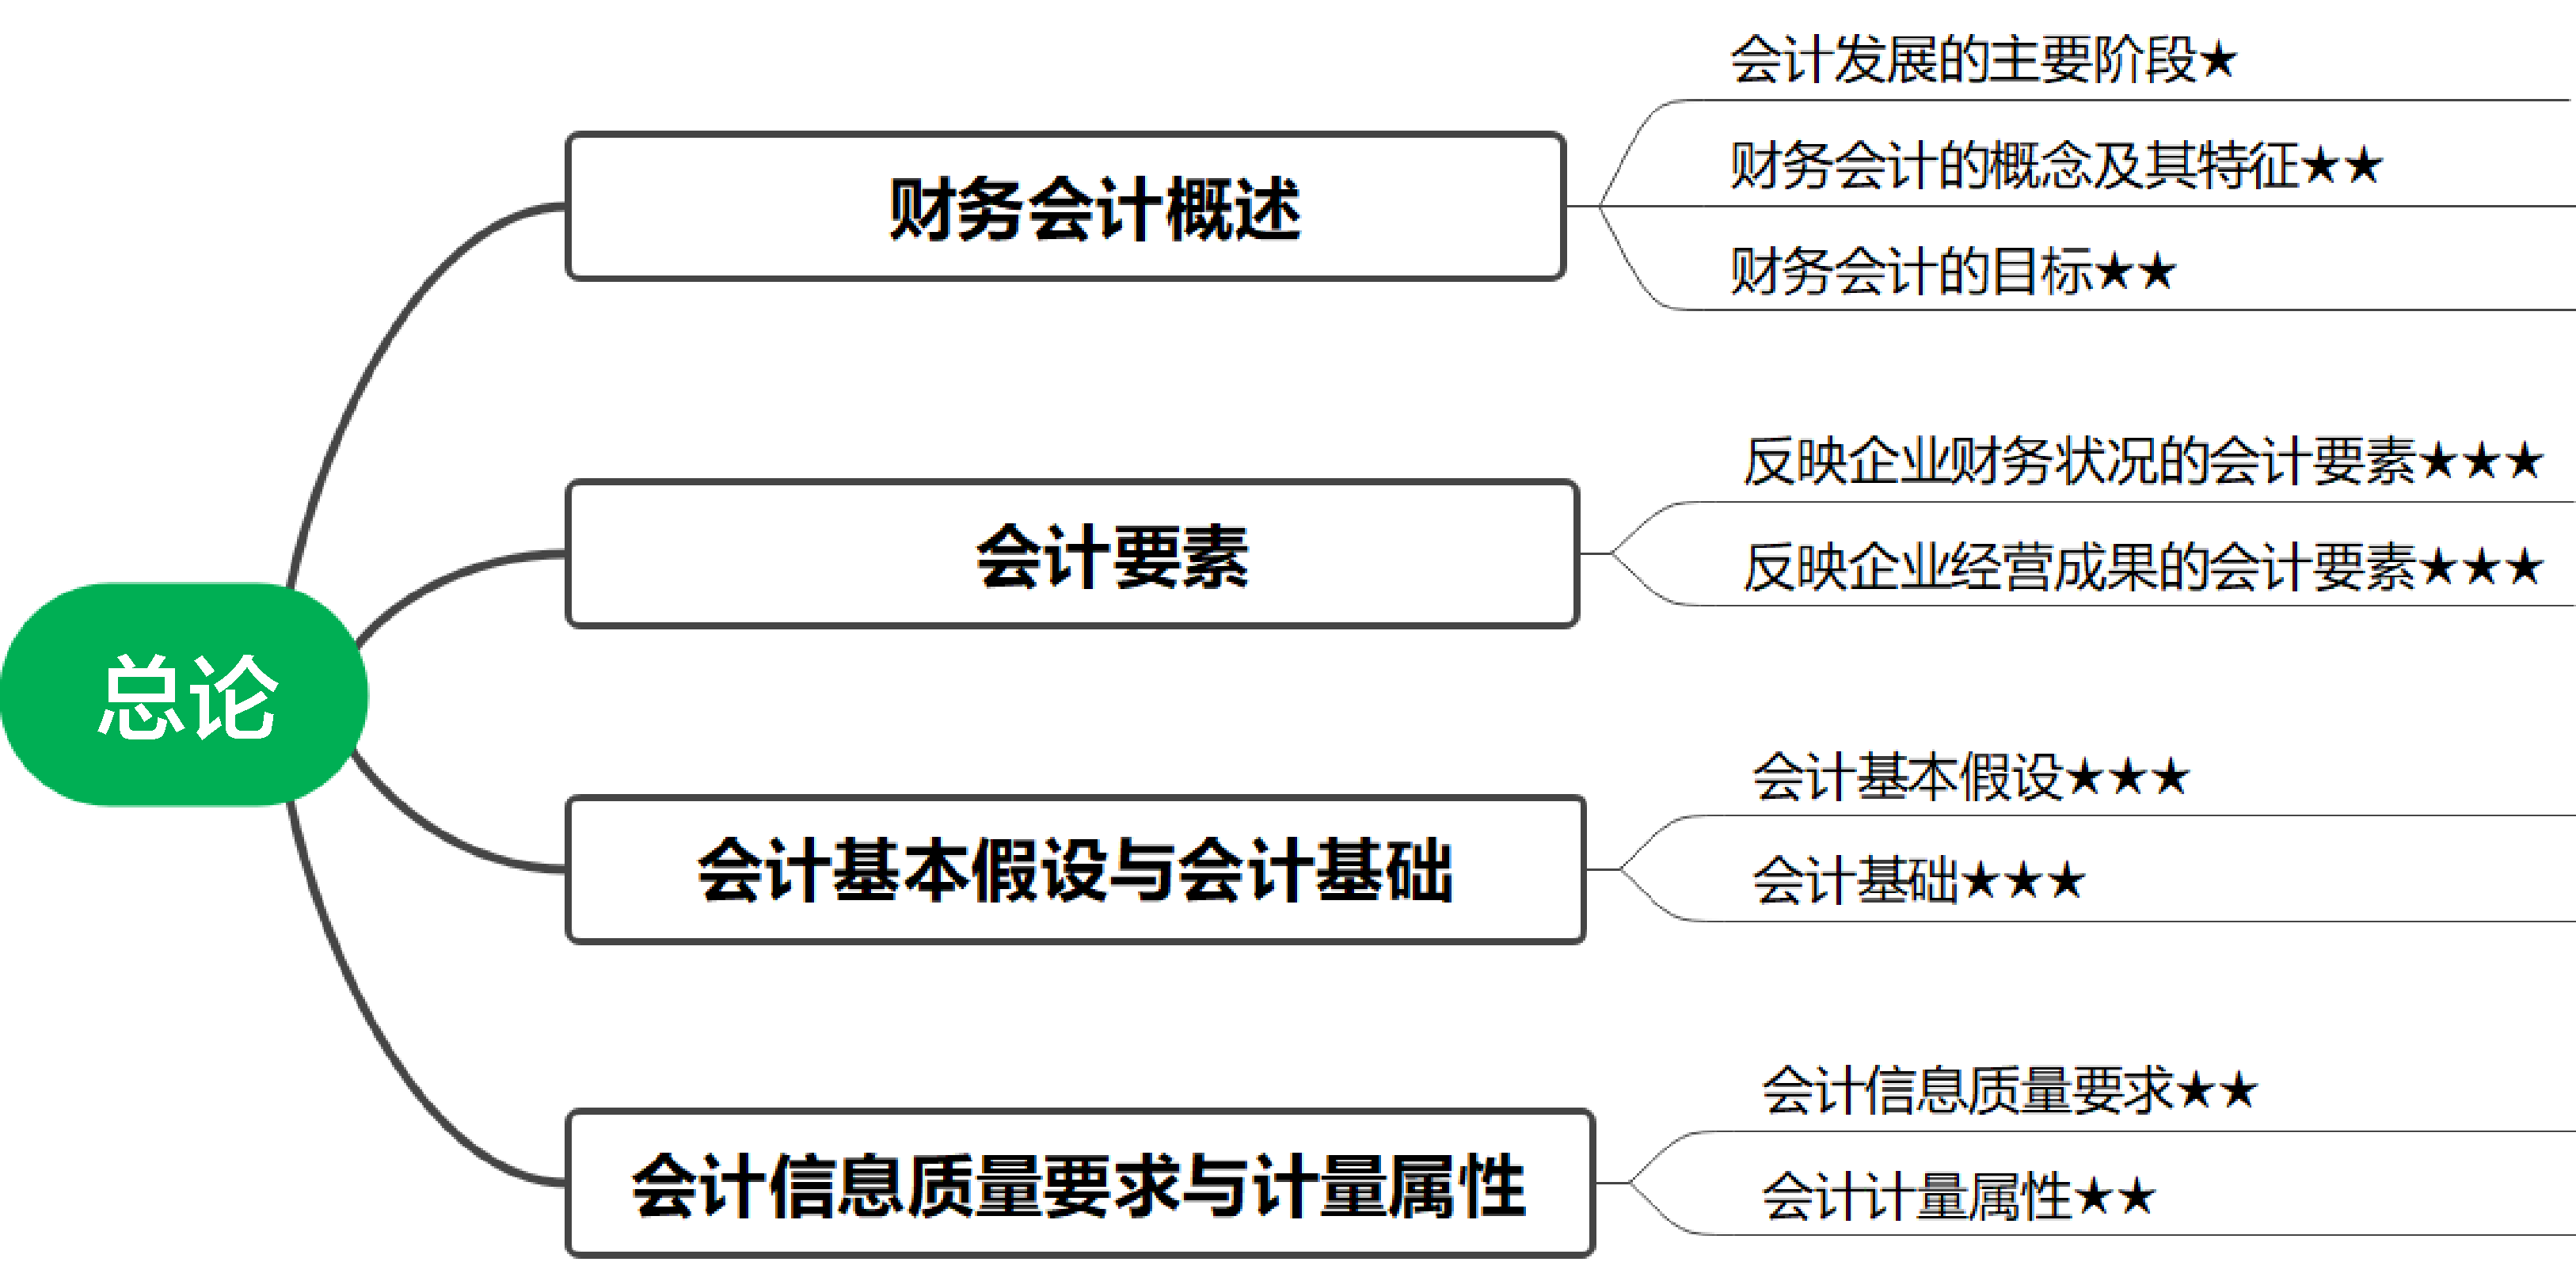 总论
财务会计概述
会计发展的主要阶段★
财务会计的概念及其特征★★
财务会计的目标★★
会计要素
反映企业财务状况的会计要素★★★
反映企业经营成果的会计要素★★★
会计基本假设与会计基础
会计基本假设★★★
会计基础★★★
会计信息质量要求与计量属性
会计信息质量要求★★
会计计量属性★★